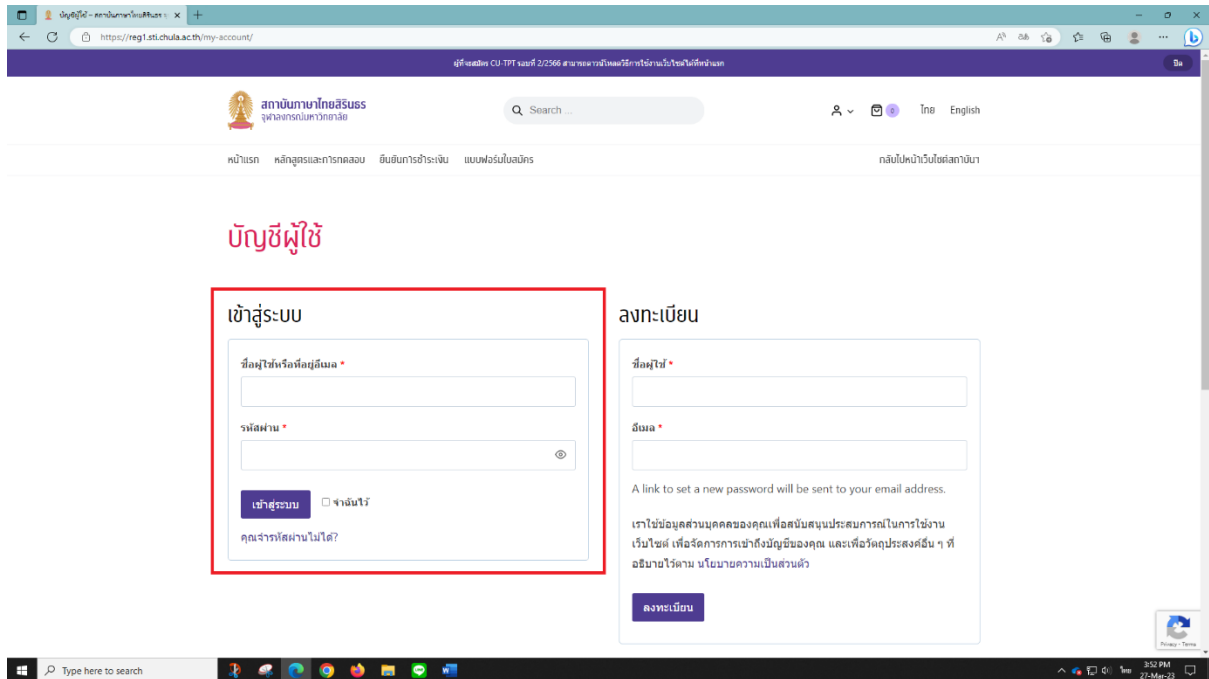 บัญชีผู้ใช้ – สถาบันภาษาไทยสิรินธร
https://reg1.sti.chula.ac.th/my-account/
ผู้ที่จะสมัคร CU-TPT รอบที่ 2/2566 สามารถดาวน์โหลดวิธีการใช้งานเว็บไซต์ได้ที่หน้าแรก
ปิด
สถาบันภาษาไทยสิรินธร
จุฬาลงกรณ์มหาวิทยาลัย
Search ...
0
ไทย English
หน้าแรก หลักสูตรและการทดสอบ ยืนยันการชำระเงิน แบบฟอร์มใบสมัคร กลับไปหน้าเว็บไซต์สถาบันฯ
บัญชีผู้ใช้
เข้าสู่ระบบ
ชื่อผู้ใช้หรือที่อยู่อีเมล *
รหัสผ่าน *
เข้าสู่ระบบ จำฉันไว้
คุณจำรหัสผ่านไม่ได้?
ลงทะเบียน
ชื่อผู้ใช้ *
อีเมล *
A link to set a new password will be sent to your email address.
เราใช้ข้อมูลส่วนบุคคลของคุณเพื่อสนับสนุนประสบการณ์ในการใช้งาน
เว็บไซต์ เพื่อจัดการการเข้าถึงบัญชีของคุณ และเพื่อวัตถุประสงค์อื่น ๆ ที่
อธิบายไว้ตาม นโยบายความเป็นส่วนตัว
ลงทะเบียน
Privacy - Terms
Type here to search
ไทย
3:52 PM
27-Mar-23